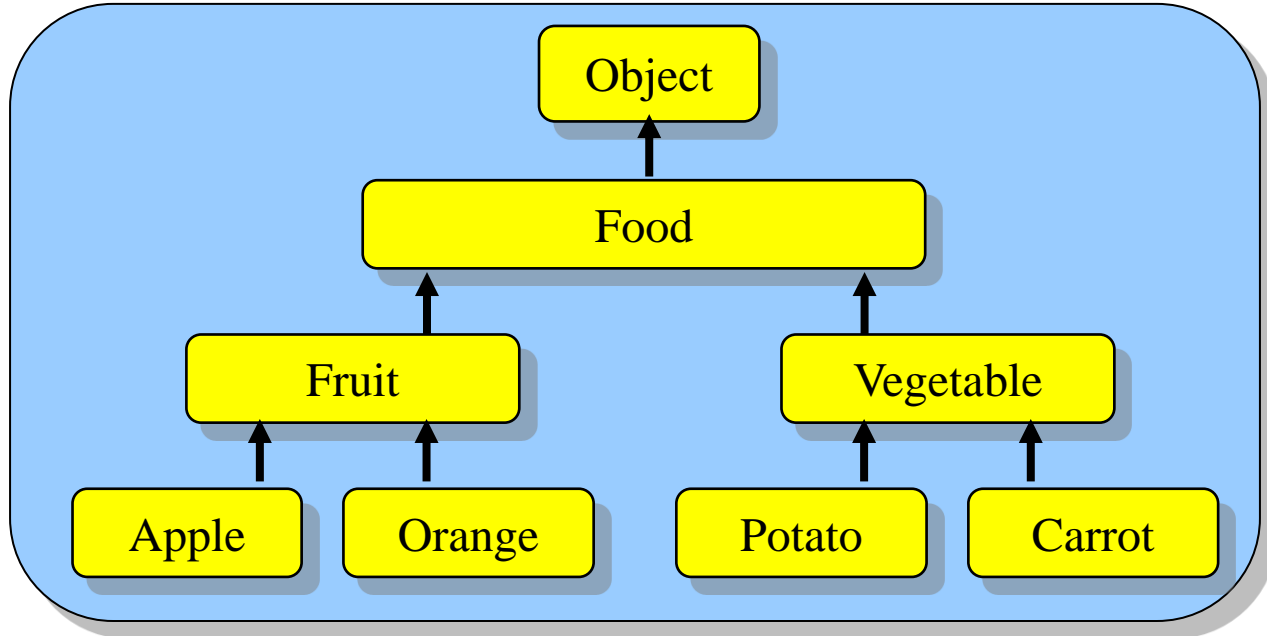 Object
Food
Fruit
Vegetable
Apple
Orange
Potato
Carrot